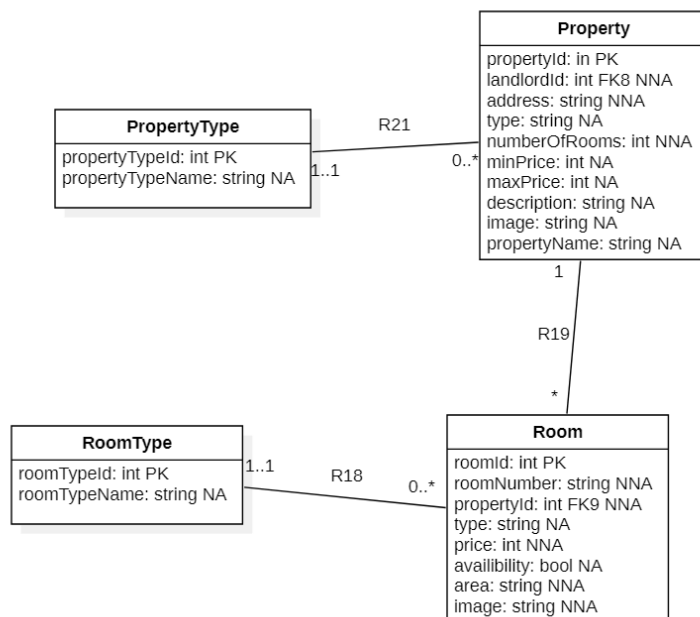 Property
propertyId: in PK
landlordId: int FK8 NNA
address: string NNA
type: string NA
numberOfRooms: int NNA
minPrice: int NA
maxPrice: int NA
description: string NA
image: string NA
propertyName: string NA
PropertyType
propertyTypeId: int PK
propertyTypeName: string NA
R21
1..1
0..*
1
R19
*
RoomType
roomTypeId: int PK
roomTypeName: string NA
1..1
R18
0..*
Room
roomId: int PK
roomNumber: string NNA
propertyId: int FK9 NNA
type: string NA
price: int NNA
availibility: bool NA
area: string NNA
image: string NNA